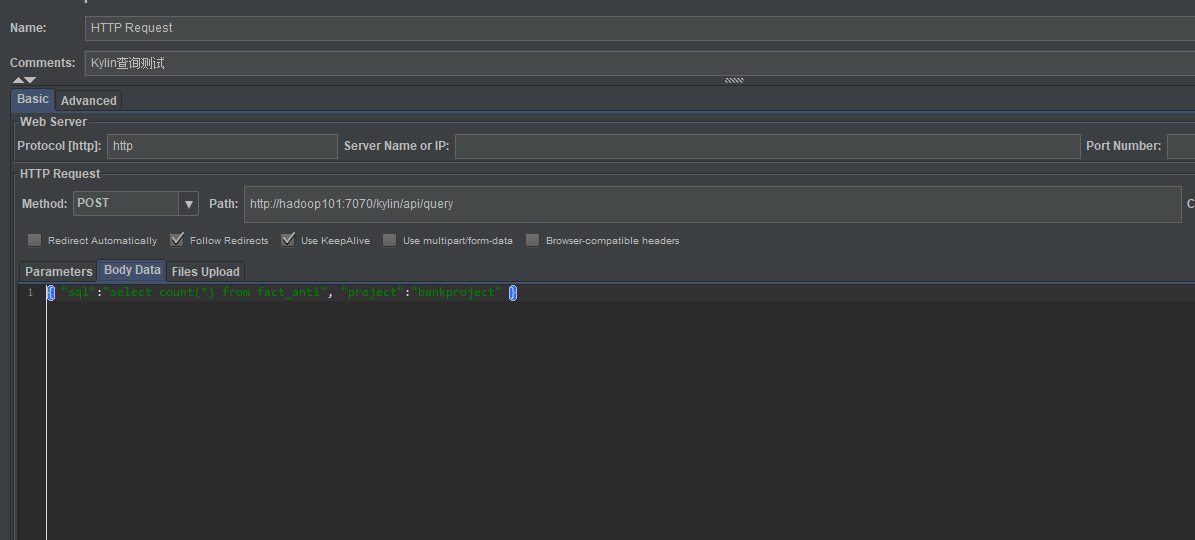 Name: HTTP Request
Comments: Kylin查询测试
Basic Advanced
Web Server
Protocol [http]: http Server Name or IP: Port Number:
HTTP Request
Method: POST Path: http://hadoop101:7070/kylin/api/query C
Redirect Automatically Follow Redirects Use KeepAlive Use multipart/form-data Browser-compatible headers
Parameters Body Data Files Upload
1 { "sql":"select count(*) from fact_anti", "project":"bankproject" }